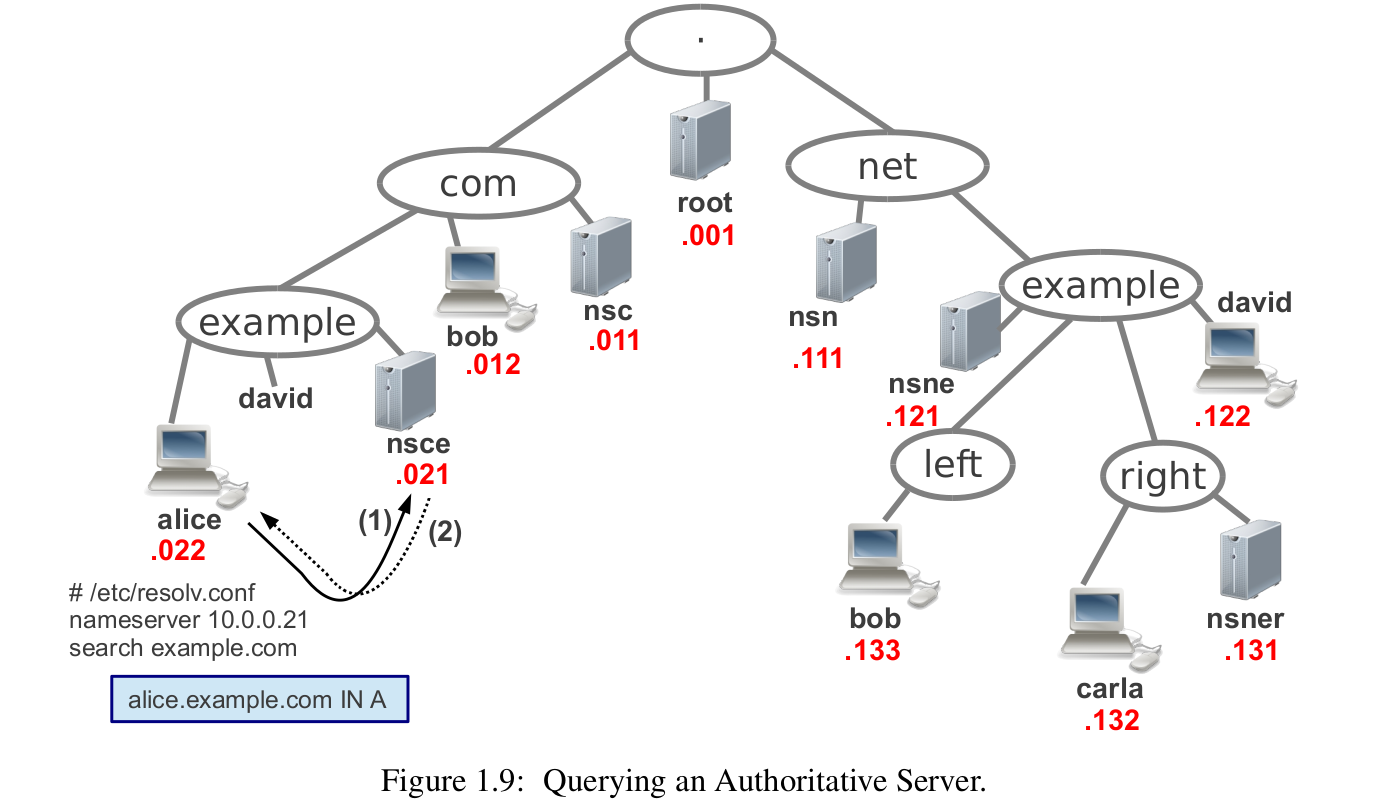 .
com
net
root
.001
example
bob
.012
nsc
.011
nsn
.111
example
david
.122
david
nsce
.021
nsne
.121
left
right
alice
.022
(1)
(2)
# /etc/resolv.conf
nameserver 10.0.0.21
search example.com
alice.example.com IN A
bob
.133
carla
.132
nsner
.131
Figure 1.9: Querying an Authoritative Server.